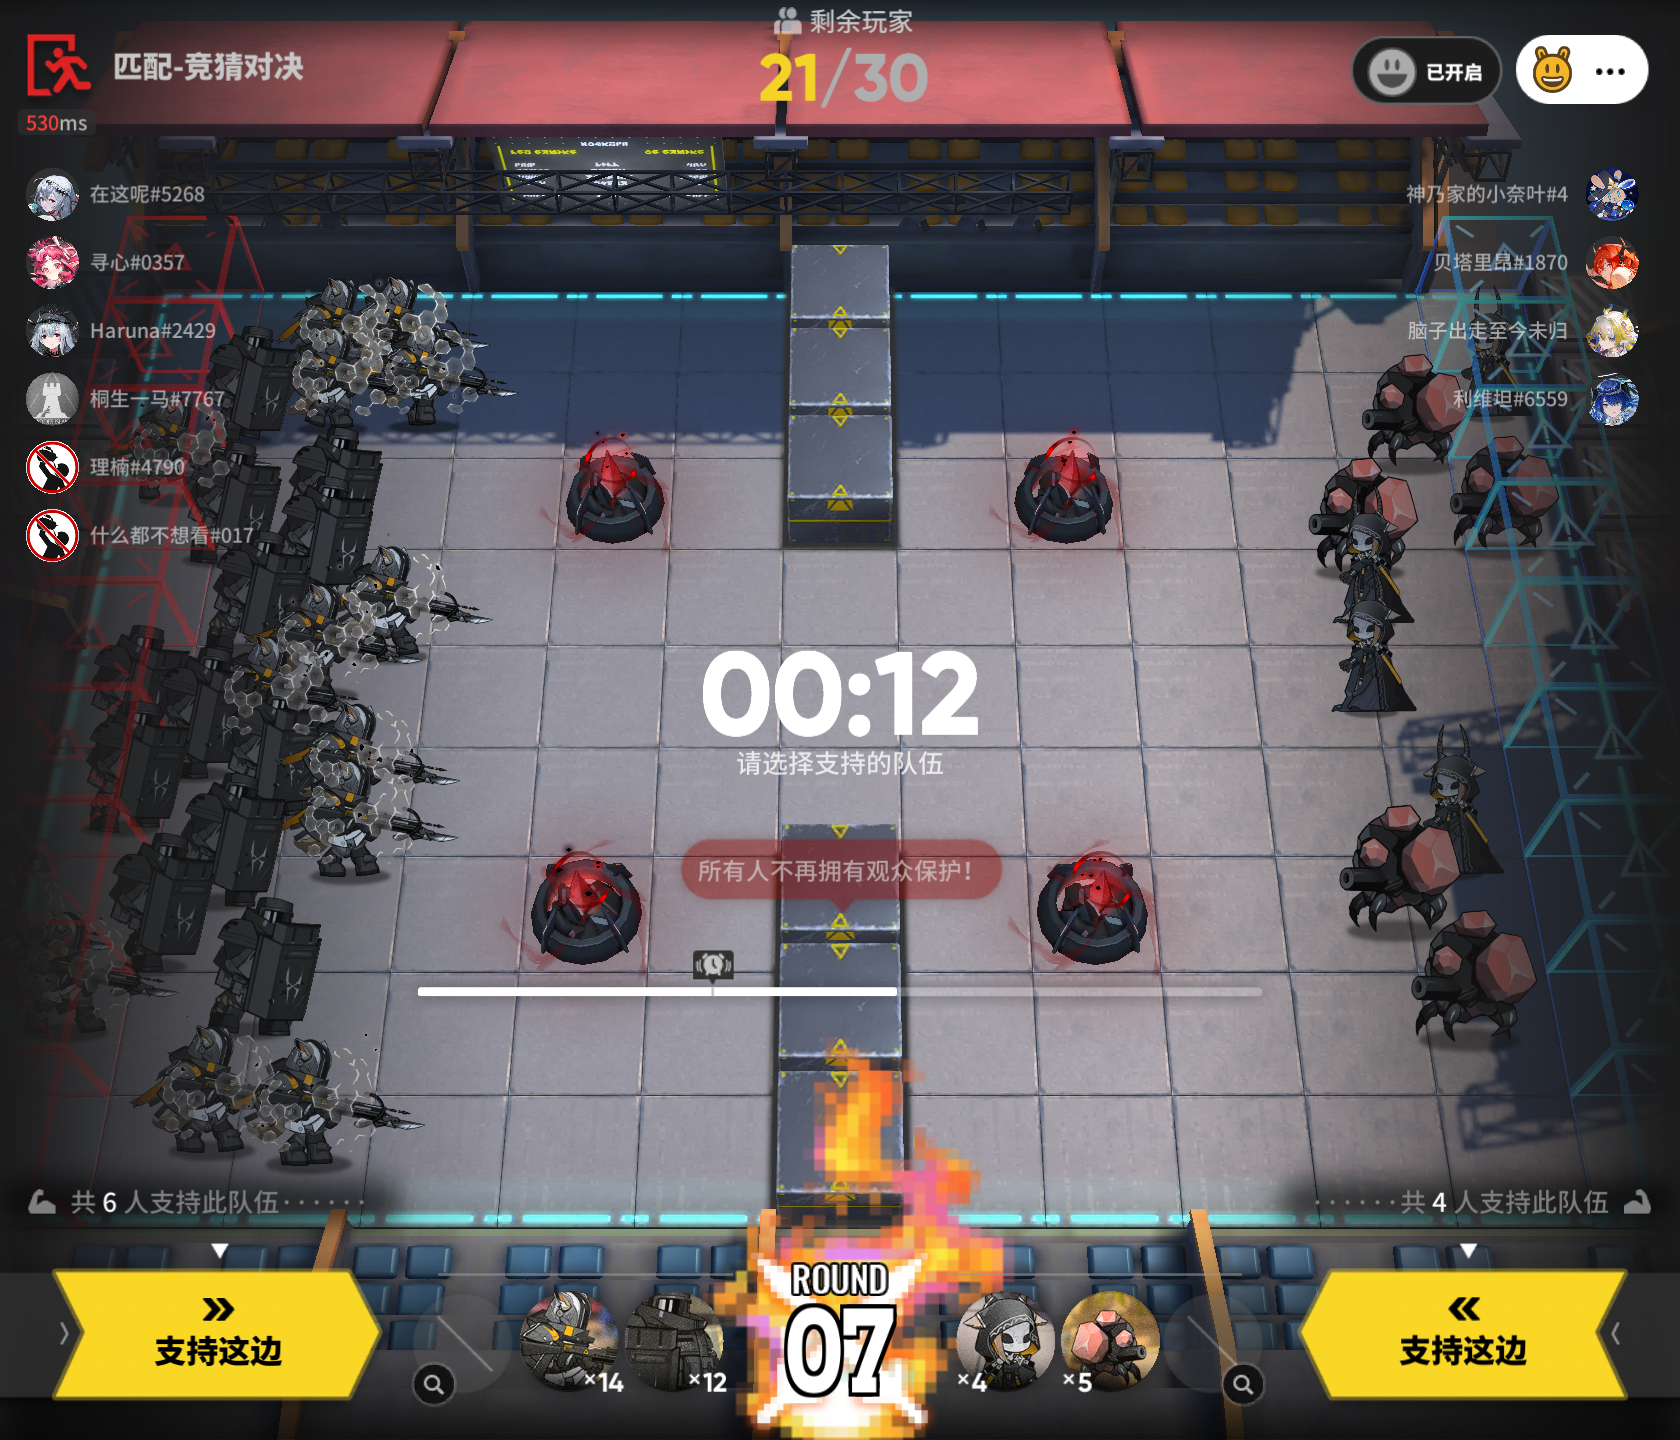 剩余玩家
匹配-竞猜对决
21/30
已开启
530ms
在这呢#5268
寻心#0357
Haruna#2429
桐生一马#7767
理楠#4790
什么都不想看#017
神乃家的小奈叶#4
贝塔里昂#1870
脑子出走至今未归
利维坦#6559
00:12
请选择支持的队伍
所有人不再拥有观众保护！
共 6 人支持此队伍······
······共 4 人支持此队伍
支持这边
×14
×12
ROUND
07
×4
×5
支持这边